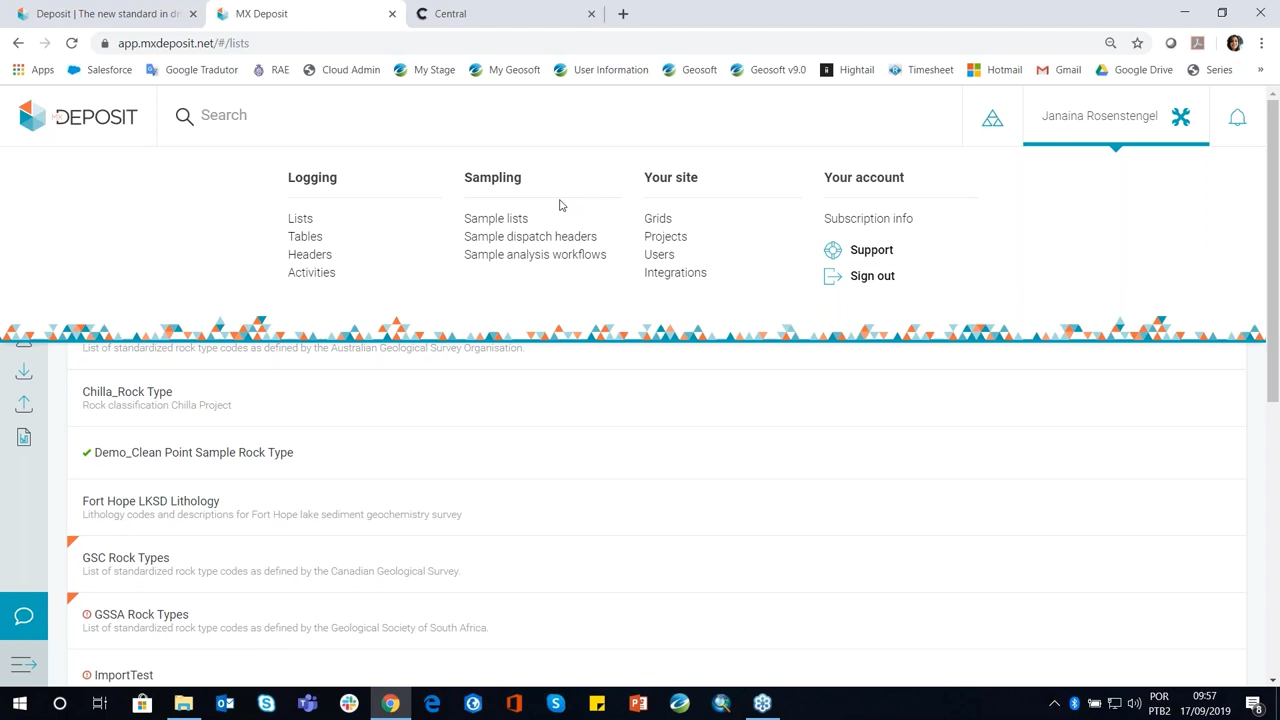 Deposit | The new standard in dr
MX Deposit
Central
app.mxdeposit.net/#/lists
Apps
Salesforce
Google Tradutor
RAE
Cloud Admin
My Stage
My Geosoft
User Information
Geosoft
Geosoft v9.0
Hightail
Timesheet
Hotmail
Gmail
Google Drive
Series
»
MX DEPOSIT
Search
Janaina Rosenstengel
Logging
Lists
Tables
Headers
Activities
Sampling
Sample lists
Sample dispatch headers
Sample analysis workflows
Your site
Grids
Projects
Users
Integrations
Your account
Subscription info
Support
Sign out
List of standardized rock type codes as defined by the Australian Geological Survey Organisation.
Chilla_Rock Type
Rock classification Chilla Project
Demo_Clean Point Sample Rock Type
Fort Hope LKSD Lithology
Lithology codes and descriptions for Fort Hope lake sediment geochemistry survey
GSC Rock Types
List of standardized rock type codes as defined by the Canadian Geological Survey.
GSSA Rock Types
List of standardized rock type codes as defined by the Geological Society of South Africa.
ImportTest
POR
PTB2
09:57
17/09/2019
8